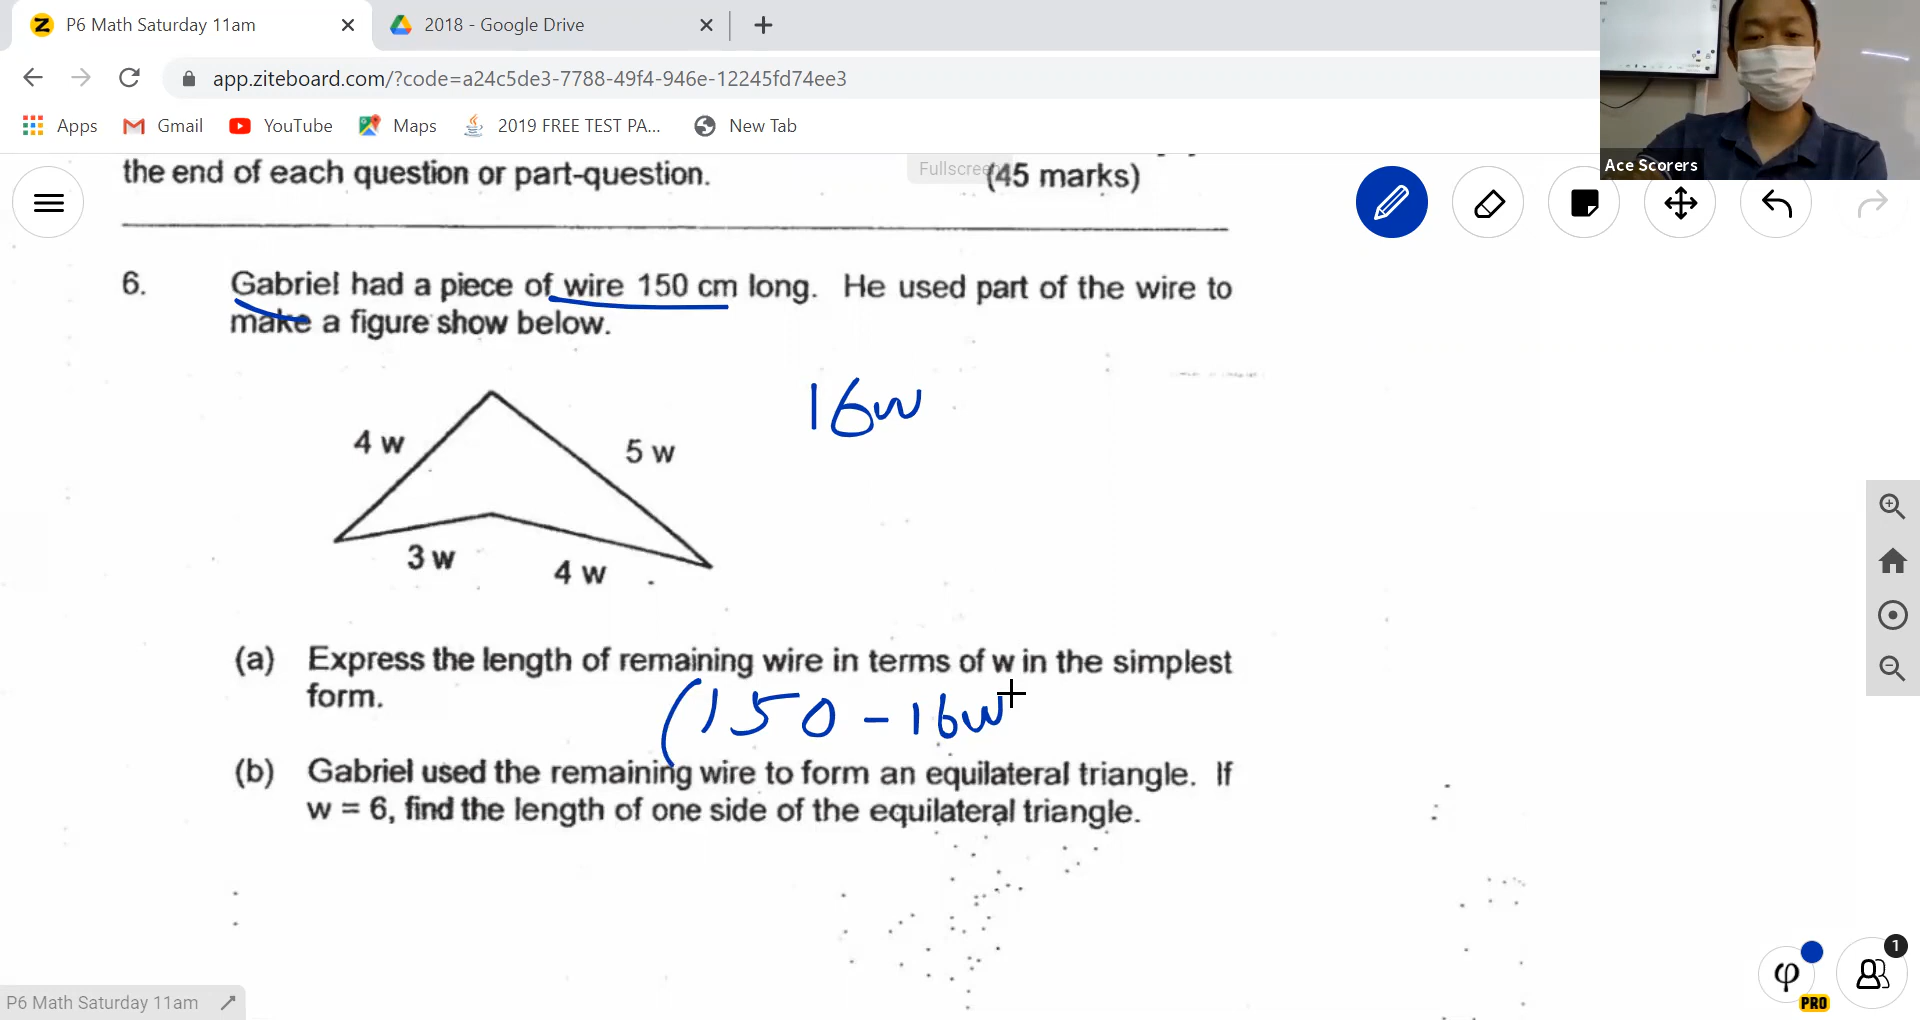 P6 Math Saturday 11am
2018 - Google Drive
app.ziteboard.com/?code=a24c5de3-7788-49f4-946e-12245fd74ee3
Apps
Gmail
YouTube
Maps
2019 FREE TEST PA...
New Tab
Ace Scorers
Fullscreen
the end of each question or part-question.
(45 marks)
6.
Gabriel had a piece of wire 150 cm long. He used part of the wire to
make a figure show below.
16w
4 w
5 w
3 w
4 w
(a) Express the length of remaining wire in terms of w in the simplest
form.
(150 - 16w
(b) Gabriel used the remaining wire to form an equilateral triangle. If
w = 6, find the length of one side of the equilateral triangle.
1
φ
PRO
P6 Math Saturday 11am